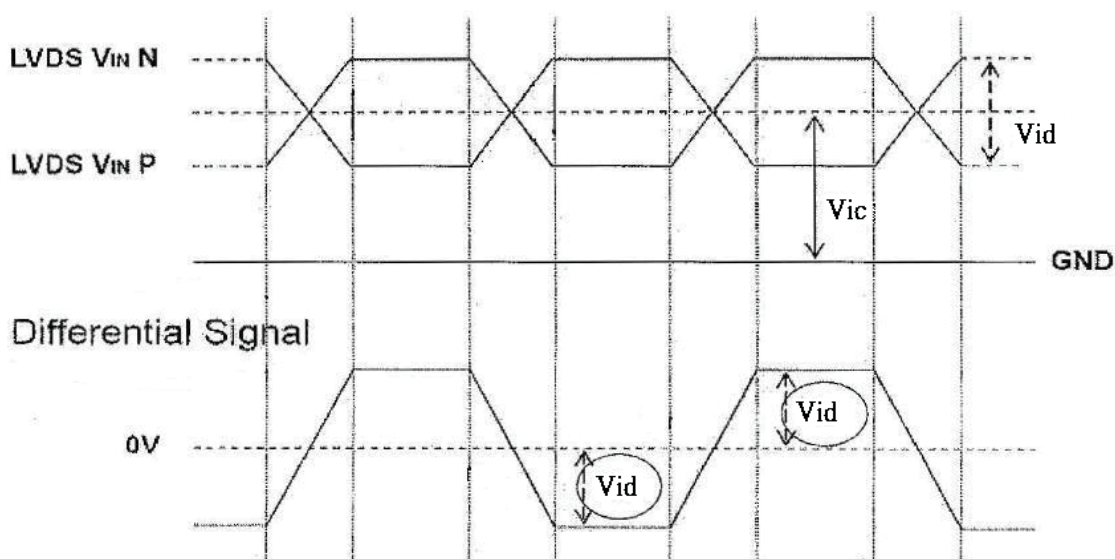 LVDS VIN N
Vid
LVDS VIN P
Vic
GND
Differential Signal
Vid
0V
Vid